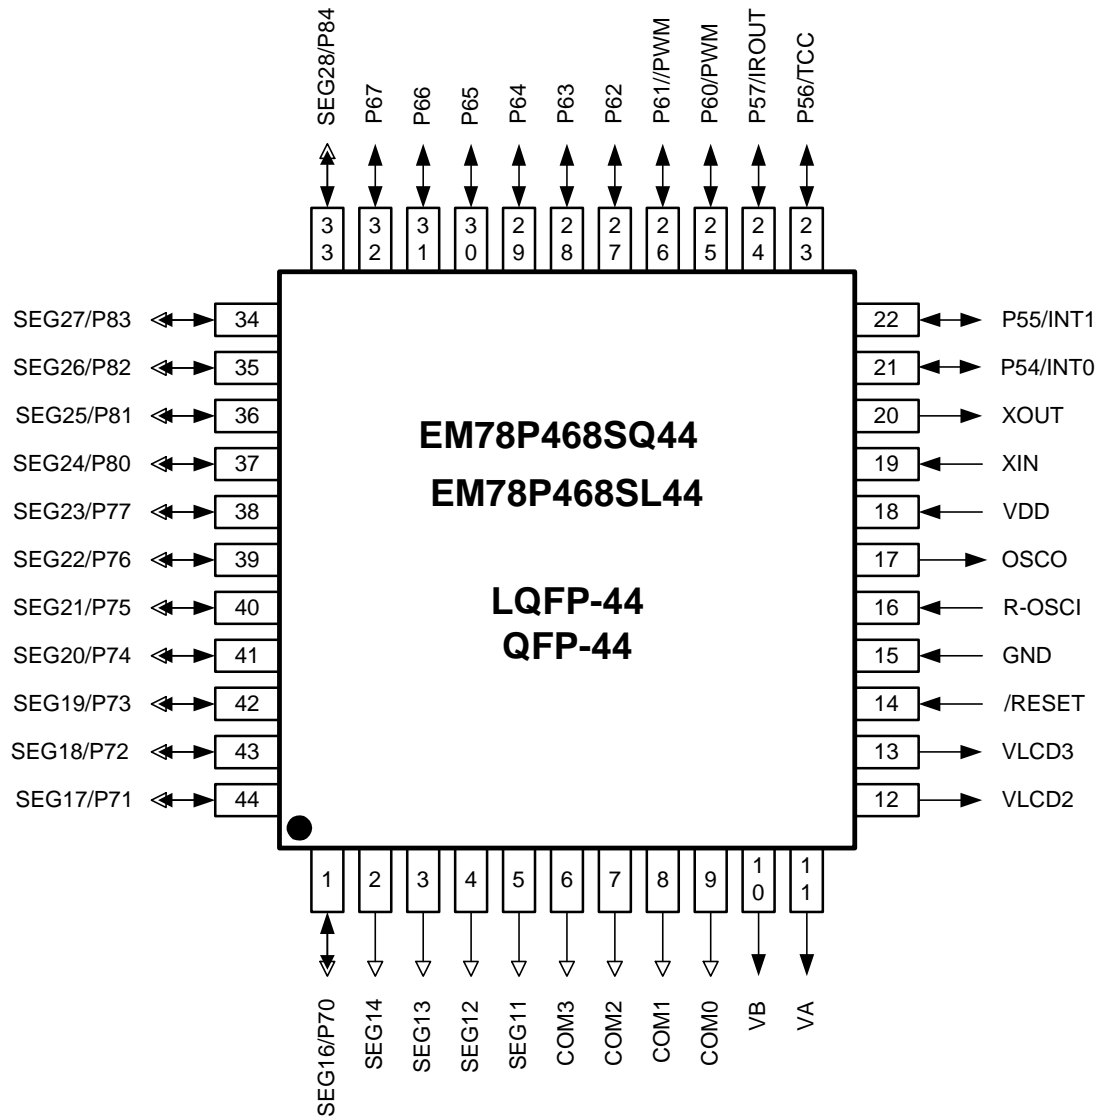 SEG28/P84
P67
P66
P65
P64
P63
P62
P61//PWM
P60/PWM
P57/IROUT
P56/TCC
33
32
31
30
29
28
27
26
25
24
23
SEG27/P83 34
SEG26/P82 35
SEG25/P81 36
SEG24/P80 37
SEG23/P77 38
SEG22/P76 39
SEG21/P75 40
SEG20/P74 41
SEG19/P73 42
SEG18/P72 43
SEG17/P71 44
EM78P468SQ44
EM78P468SL44
LQFP-44
QFP-44
22 P55/INT1
21 P54/INT0
20 XOUT
19 XIN
18 VDD
17 OSCO
16 R-OSCI
15 GND
14 /RESET
13 VLCD3
12 VLCD2
1
2
3
4
5
6
7
8
9
10
11
SEG16/P70
SEG14
SEG13
SEG12
SEG11
COM3
COM2
COM1
COM0
VB
VA